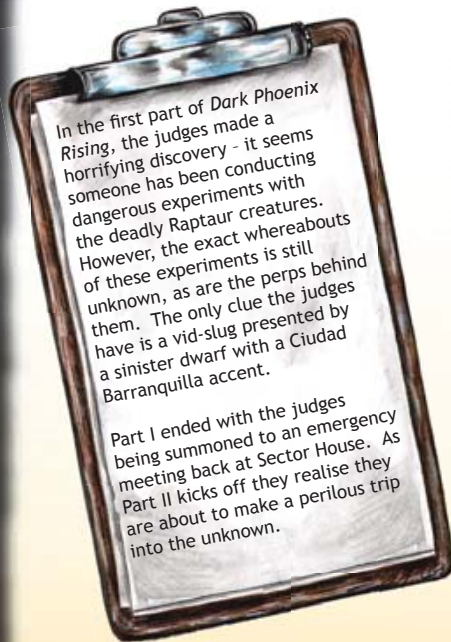 In the first part of Dark Phoenix
Rising, the judges made a
horrifying discovery - it seems
someone has been conducting
dangerous experiments with
the deadly Raptaur creatures.
However, the exact whereabouts
of these experiments is still
unknown, as are the perps behind
them. The only clue the judges
have is a vid-slug presented by
a sinister dwarf with a Ciudad
Barranquilla accent.
Part I ended with the judges
being summoned to an emergency
meeting back at Sector House. As
Part II kicks off they realise they
are about to make a perilous trip
into the unknown.